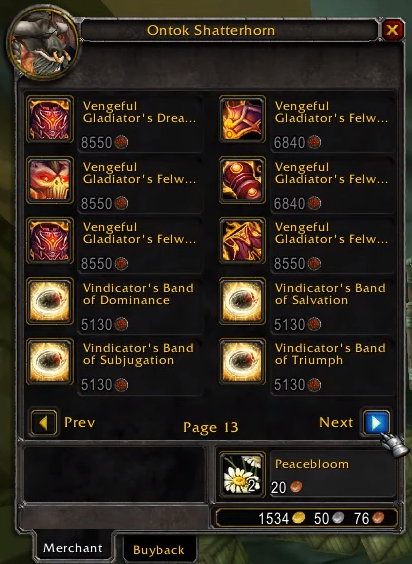 Ontok Shatterhorn
Vengeful
Gladiator's Drea...
8550
Vengeful
Gladiator's Felw...
6840
Vengeful
Gladiator's Felw...
8550
Vengeful
Gladiator's Felw...
6840
Vengeful
Gladiator's Felw...
8550
Vengeful
Gladiator's Felw...
8550
Vindicator's Band
of Dominance
5130
Vindicator's Band
of Salvation
5130
Vindicator's Band
of Subjugation
5130
Vindicator's Band
of Triumph
5130
Prev
Page 13
Next
2
Peacebloom
20
1534 50 76
Merchant
Buyback